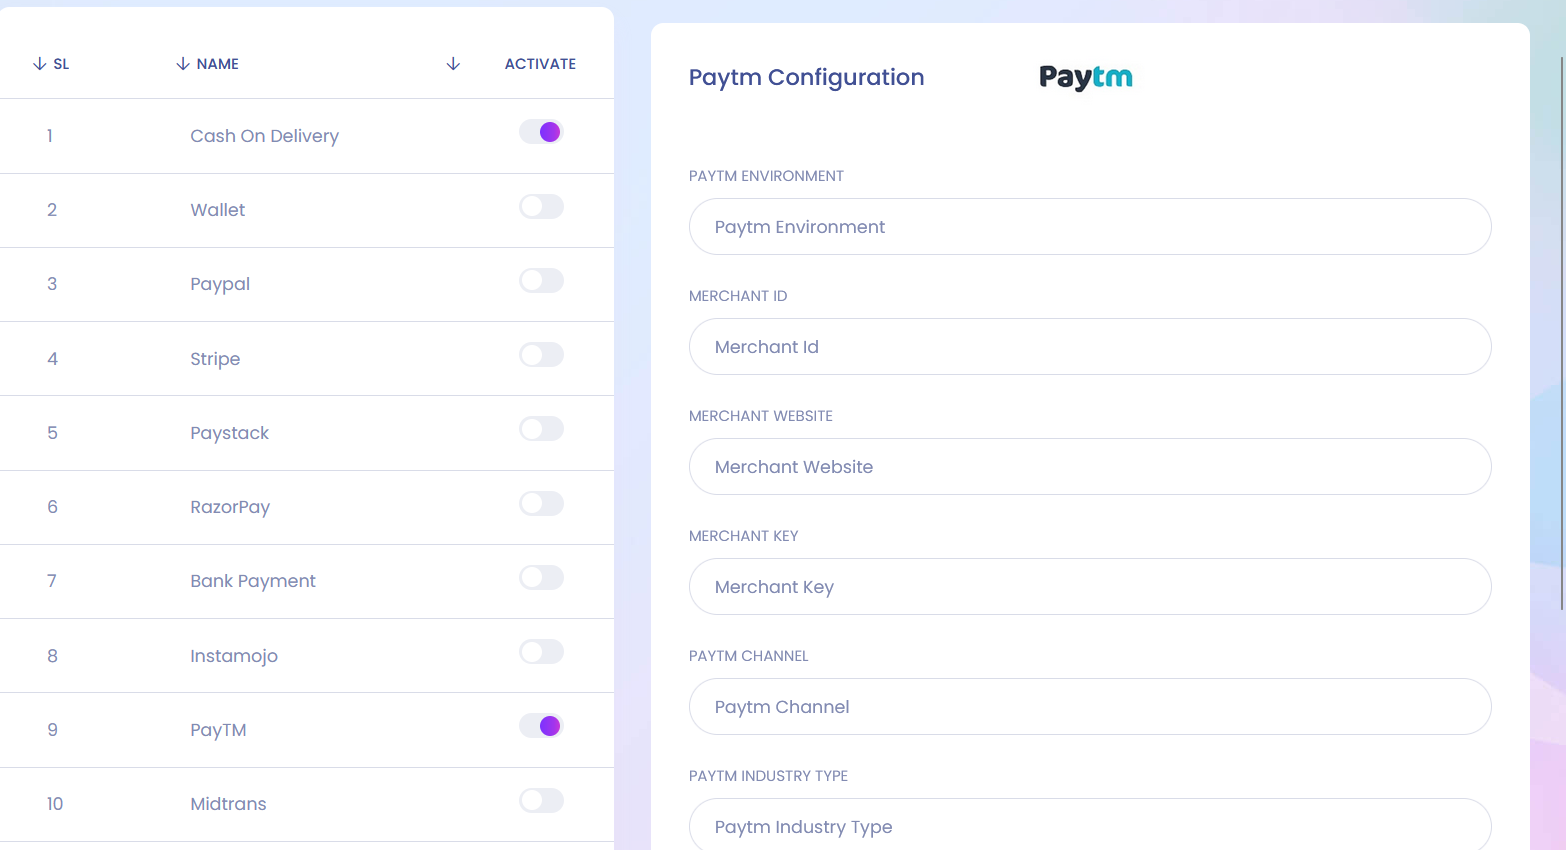 SL NAME ACTIVATE
1 Cash On Delivery
2 Wallet
3 Paypal
4 Stripe
5 Paystack
6 RazorPay
7 Bank Payment
8 Instamojo
9 PayTM
10 Midtrans
Paytm Configuration
Paytm
PAYTM ENVIRONMENT
Paytm Environment
MERCHANT ID
Merchant Id
MERCHANT WEBSITE
Merchant Website
MERCHANT KEY
Merchant Key
PAYTM CHANNEL
Paytm Channel
PAYTM INDUSTRY TYPE
Paytm Industry Type